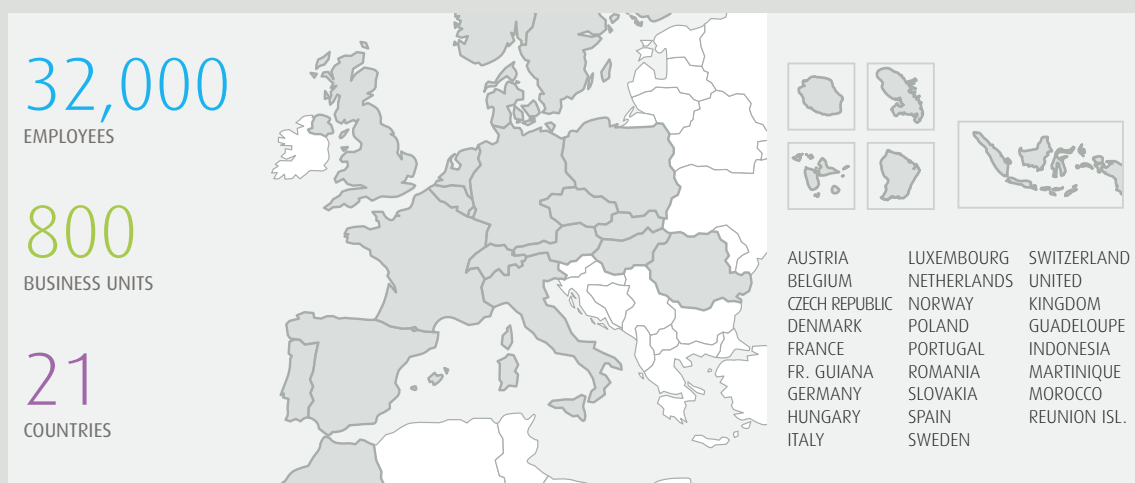 32,000
EMPLOYEES
800
BUSINESS UNITS
21
COUNTRIES
AUSTRIA
BELGIUM
CZECH REPUBLIC
DENMARK
FRANCE
FR. GUIANA
GERMANY
HUNGARY
ITALY
LUXEMBOURG
NETHERLANDS
NORWAY
POLAND
PORTUGAL
ROMANIA
SLOVAKIA
SPAIN
SWEDEN
SWITZERLAND
UNITED
KINGDOM
GUADELOUPE
INDONESIA
MARTINIQUE
MOROCCO
REUNION ISL.